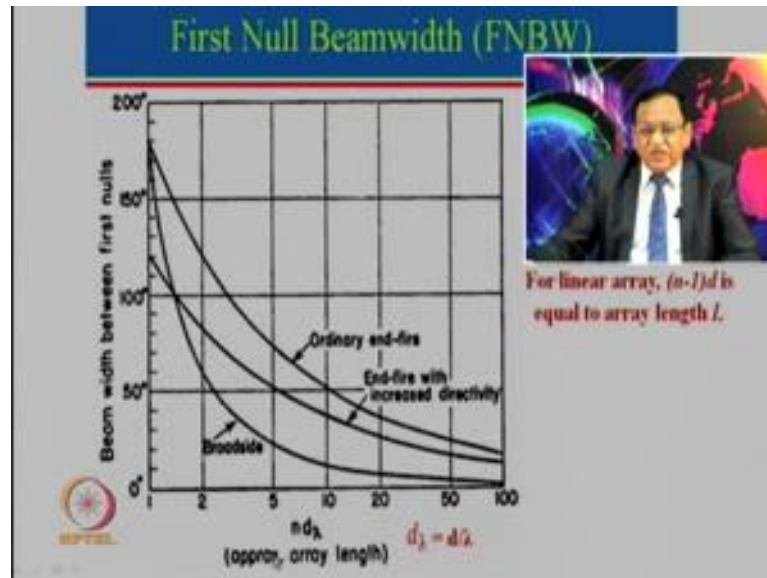 First Null Beamwidth (FNBW)
200°
150°
100°
50°
0°
Beam width between first nulls
Ordinary end-fire
End-fire with
increased directivity
Broadside
1
2
5
10
20
50
100
ndλ
(approx. array length)
dλ = d/λ
For linear array, (n-1)d is
equal to array length L
NPTEL